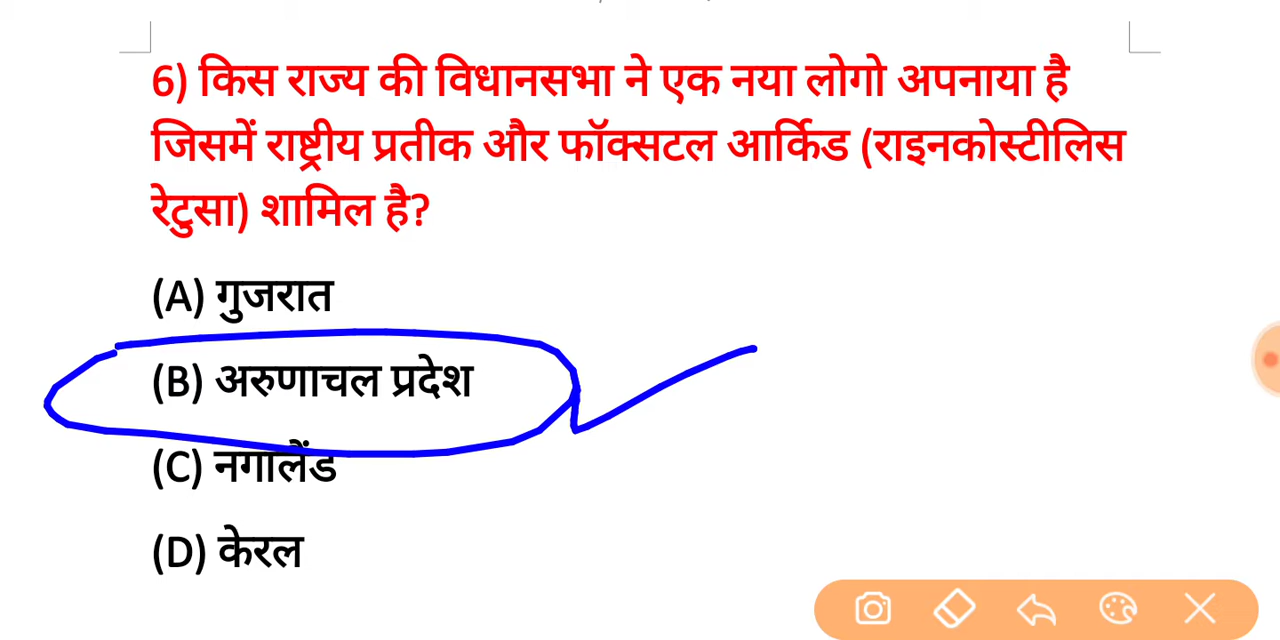 6) किस राज्य की विधानसभा ने एक नया लोगो अपनाया है
जिसमें राष्ट्रीय प्रतीक और फॉक्सटल आर्किड (राइनकोस्टीलिस
रेटुसा) शामिल है?
(A) गुजरात
(B) अरुणाचल प्रदेश
(C) नगालैंड
(D) केरल